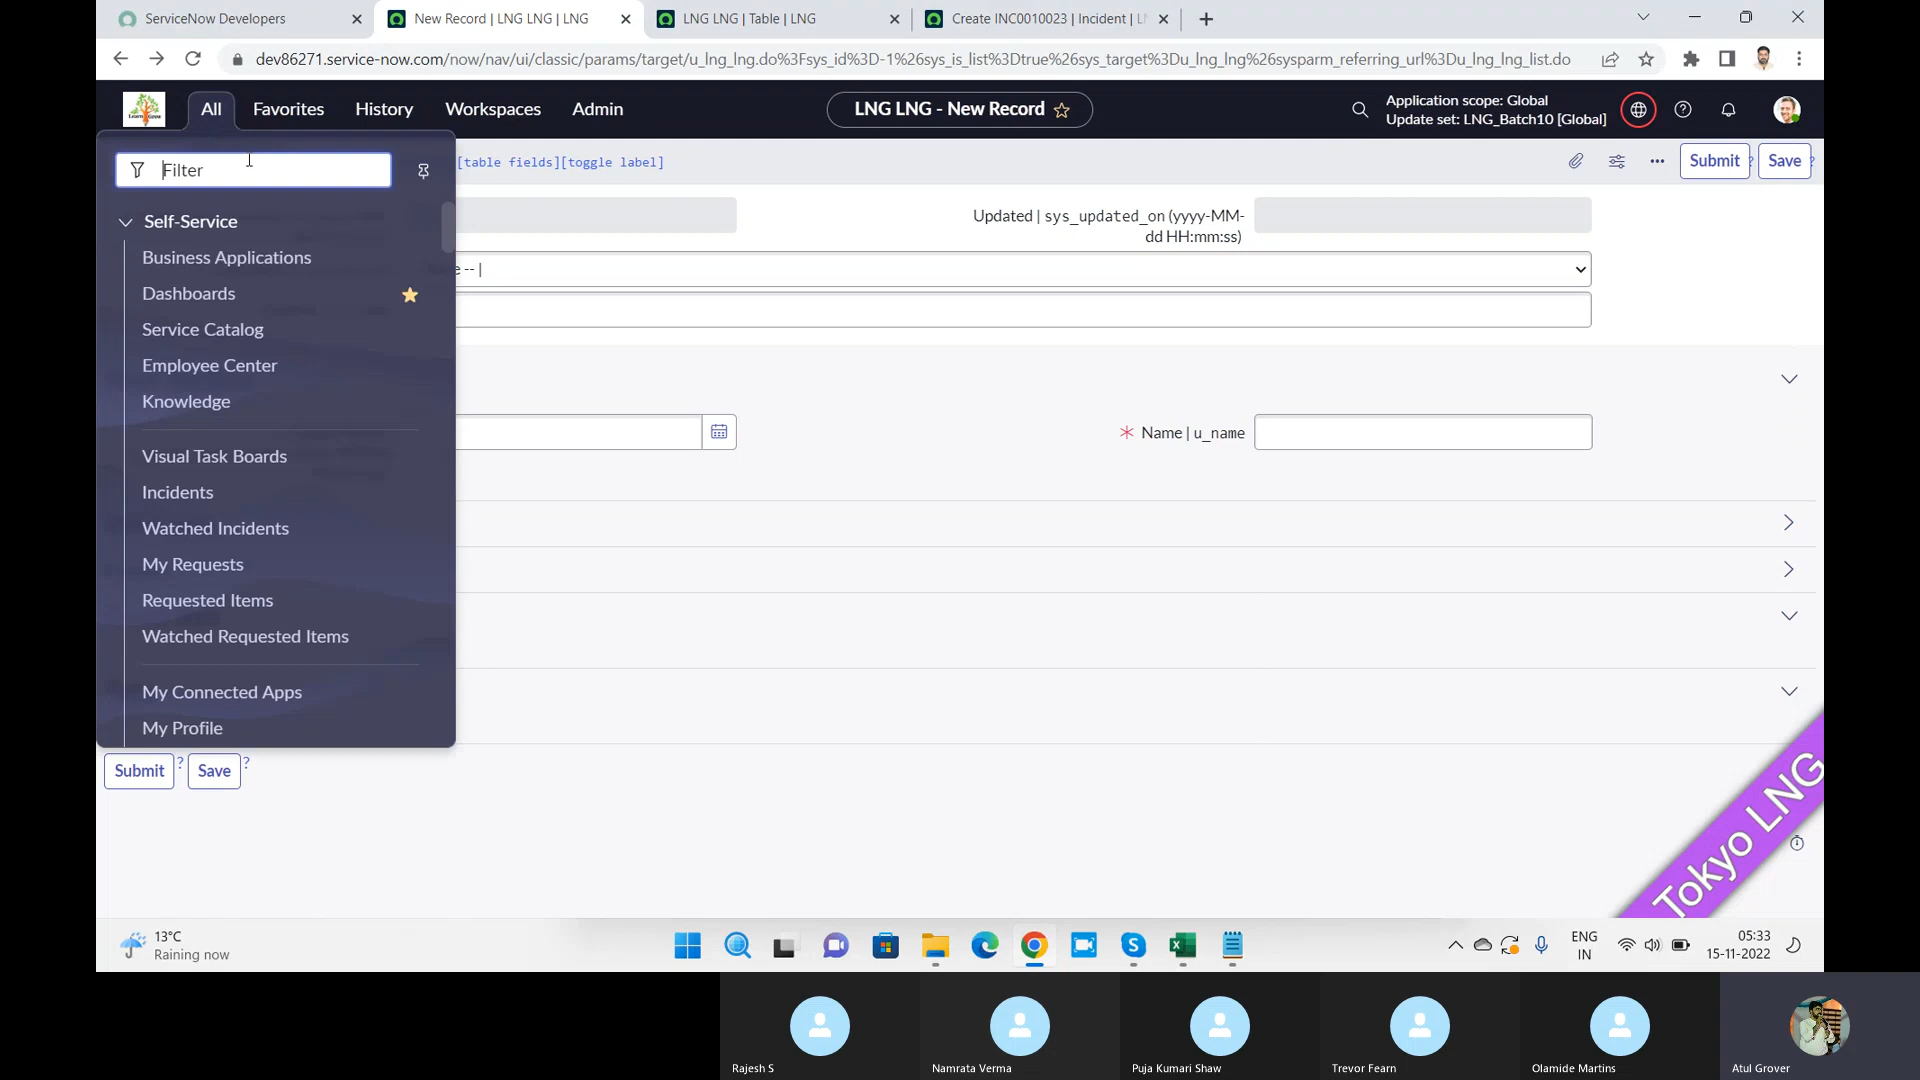 ServiceNow Developers
New Record | LNG LNG | LNG
LNG LNG | Table | LNG
Create INC0010023 | Incident | LN
dev86271.service-now.com/now/nav/ui/classic/params/target/u_lng_lng.do%3Fsys_id%3D-1%26sys_is_list%3Dtrue%26sys_target%3Du_lng_lng%26sysparm_referring_url%3Du_lng_lng_list.do
All
Favorites
History
Workspaces
Admin
LNG LNG - New Record
Application scope: Global
Update set: LNG_Batch10 [Global]
Filter
[table fields][toggle label]
Submit
?
Save
?
Self-Service
Business Applications
Dashboards
Service Catalog
Employee Center
Knowledge
Visual Task Boards
Incidents
Watched Incidents
My Requests
Requested Items
Watched Requested Items
My Connected Apps
My Profile
Updated | sys_updated_on (yyyy-MM-
dd HH:mm:ss)
e -- |
Name | u_name
Submit
?
Save
?
Tokyo LNG
13°C
Raining now
ENG
IN
05:33
15-11-2022
Rajesh S
Namrata Verma
Puja Kumari Shaw
Trevor Fearn
Olamide Martins
Atul Grover